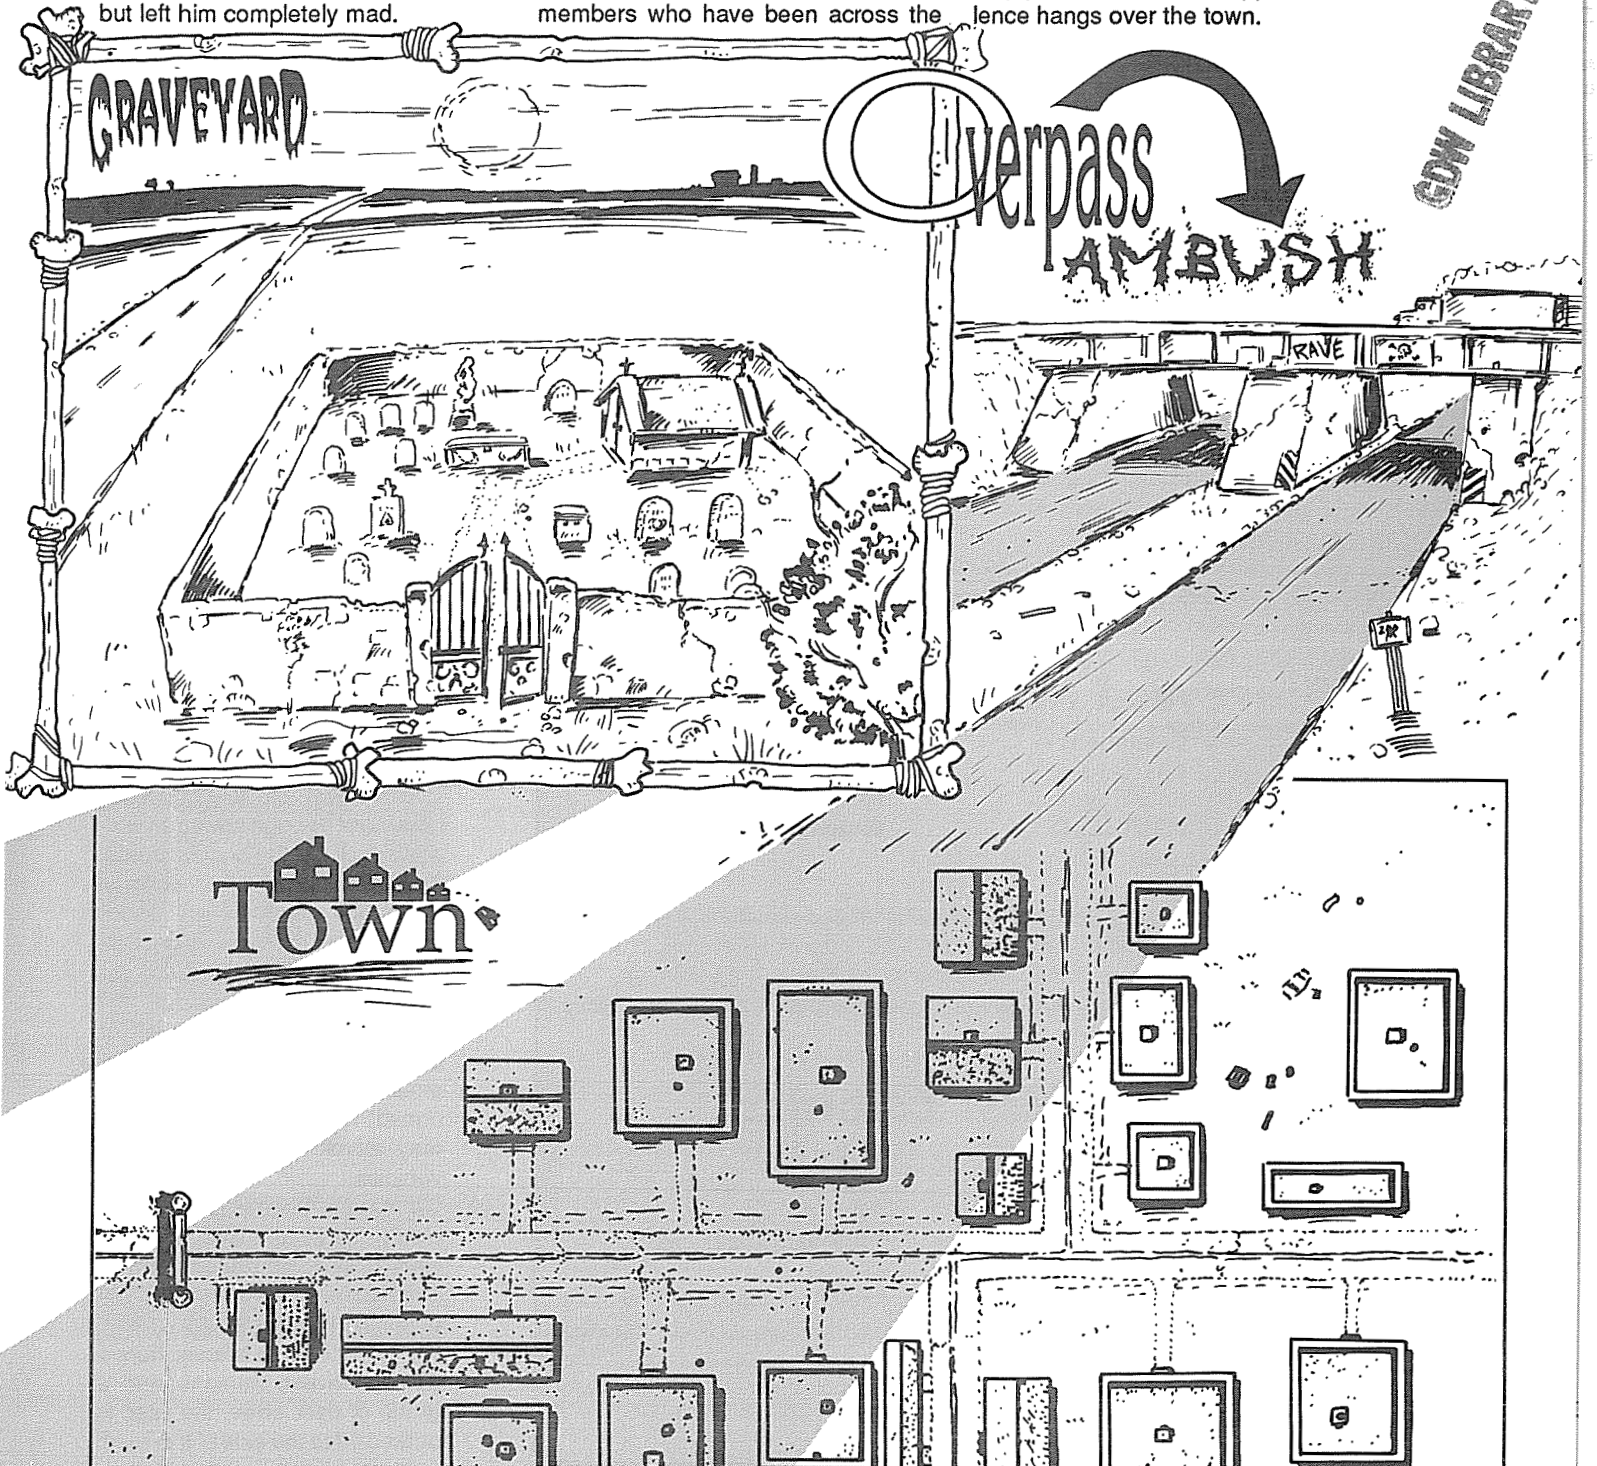 but left him completely mad.
members who have been across the
lence hangs over the town.
GDW LIBRARY
GRAVEYARD
Overpass
AMBUSH
RAVE
Town